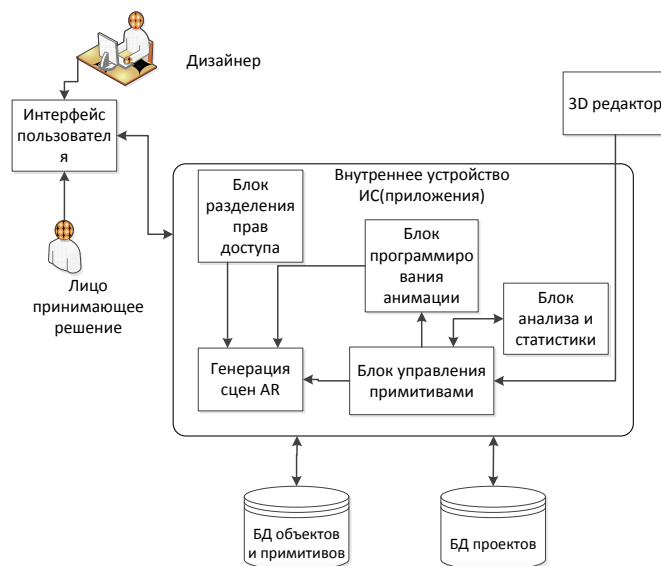 Дизайнер
Интерфейс
пользовател
я
3D редактор
Внутреннее устройство
ИС(приложения)
Блок
разделения
прав
доступа
Блок
программиро
вания
анимации
Блок
анализа и
статистики
Лицо
принимающее
решение
Генерация
сцен AR
Блок управления
примитивами
БД объектов
и примитивов
БД проектов